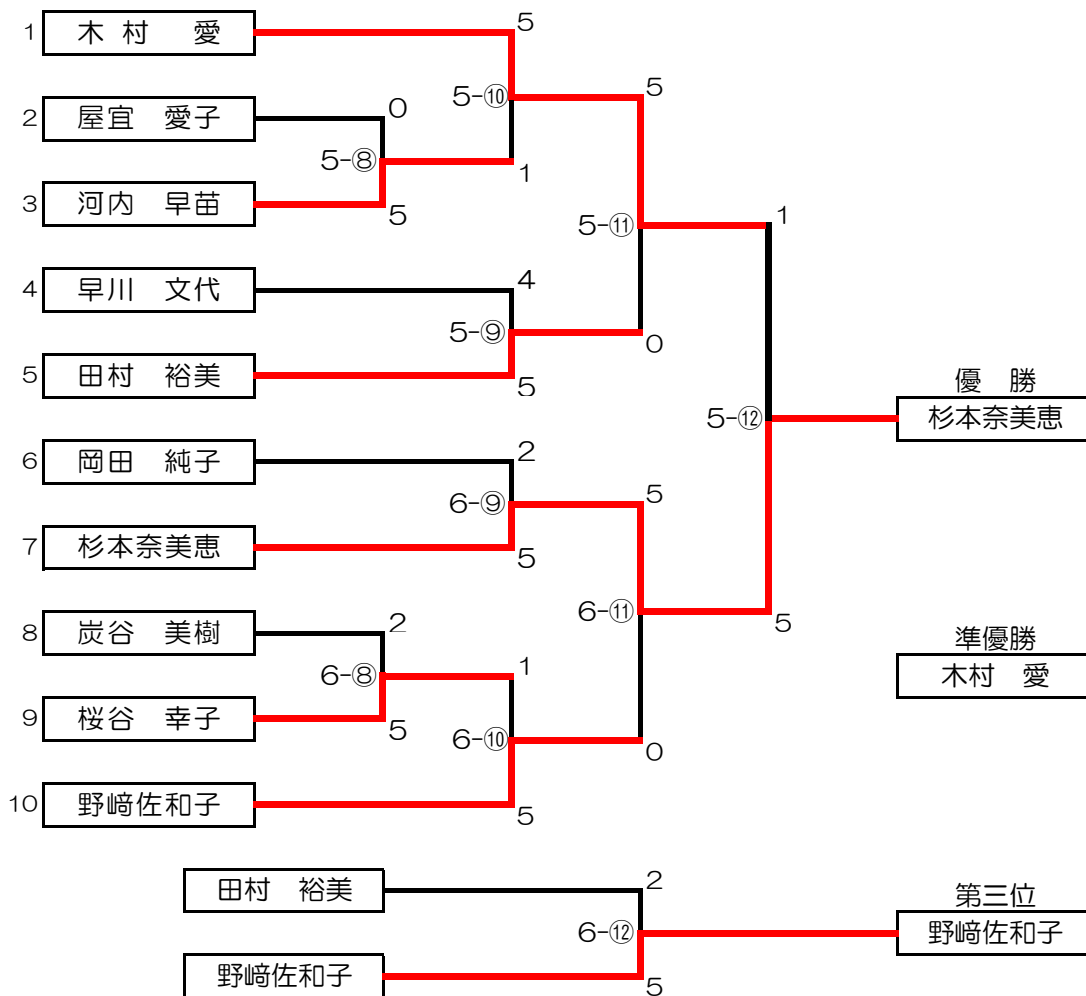 1 木村 愛 5
5-⑩ 5
2 屋宜 愛子 0
5-⑧ 1
3 河内 早苗 5
5-⑪ 1
4 早川 文代 4
5-⑨ 0
5 田村 裕美 5
優 勝
5-⑫ 杉本奈美恵
6 岡田 純子 2
6-⑨ 5
7 杉本奈美恵 5
6-⑪ 5
8 炭谷 美樹 2
準優勝
木村 愛
6-⑧ 1
9 桜谷 幸子 5
6-⑩ 0
10 野﨑佐和子 5
田村 裕美 2
第三位
6-⑫ 野﨑佐和子
野﨑佐和子 5